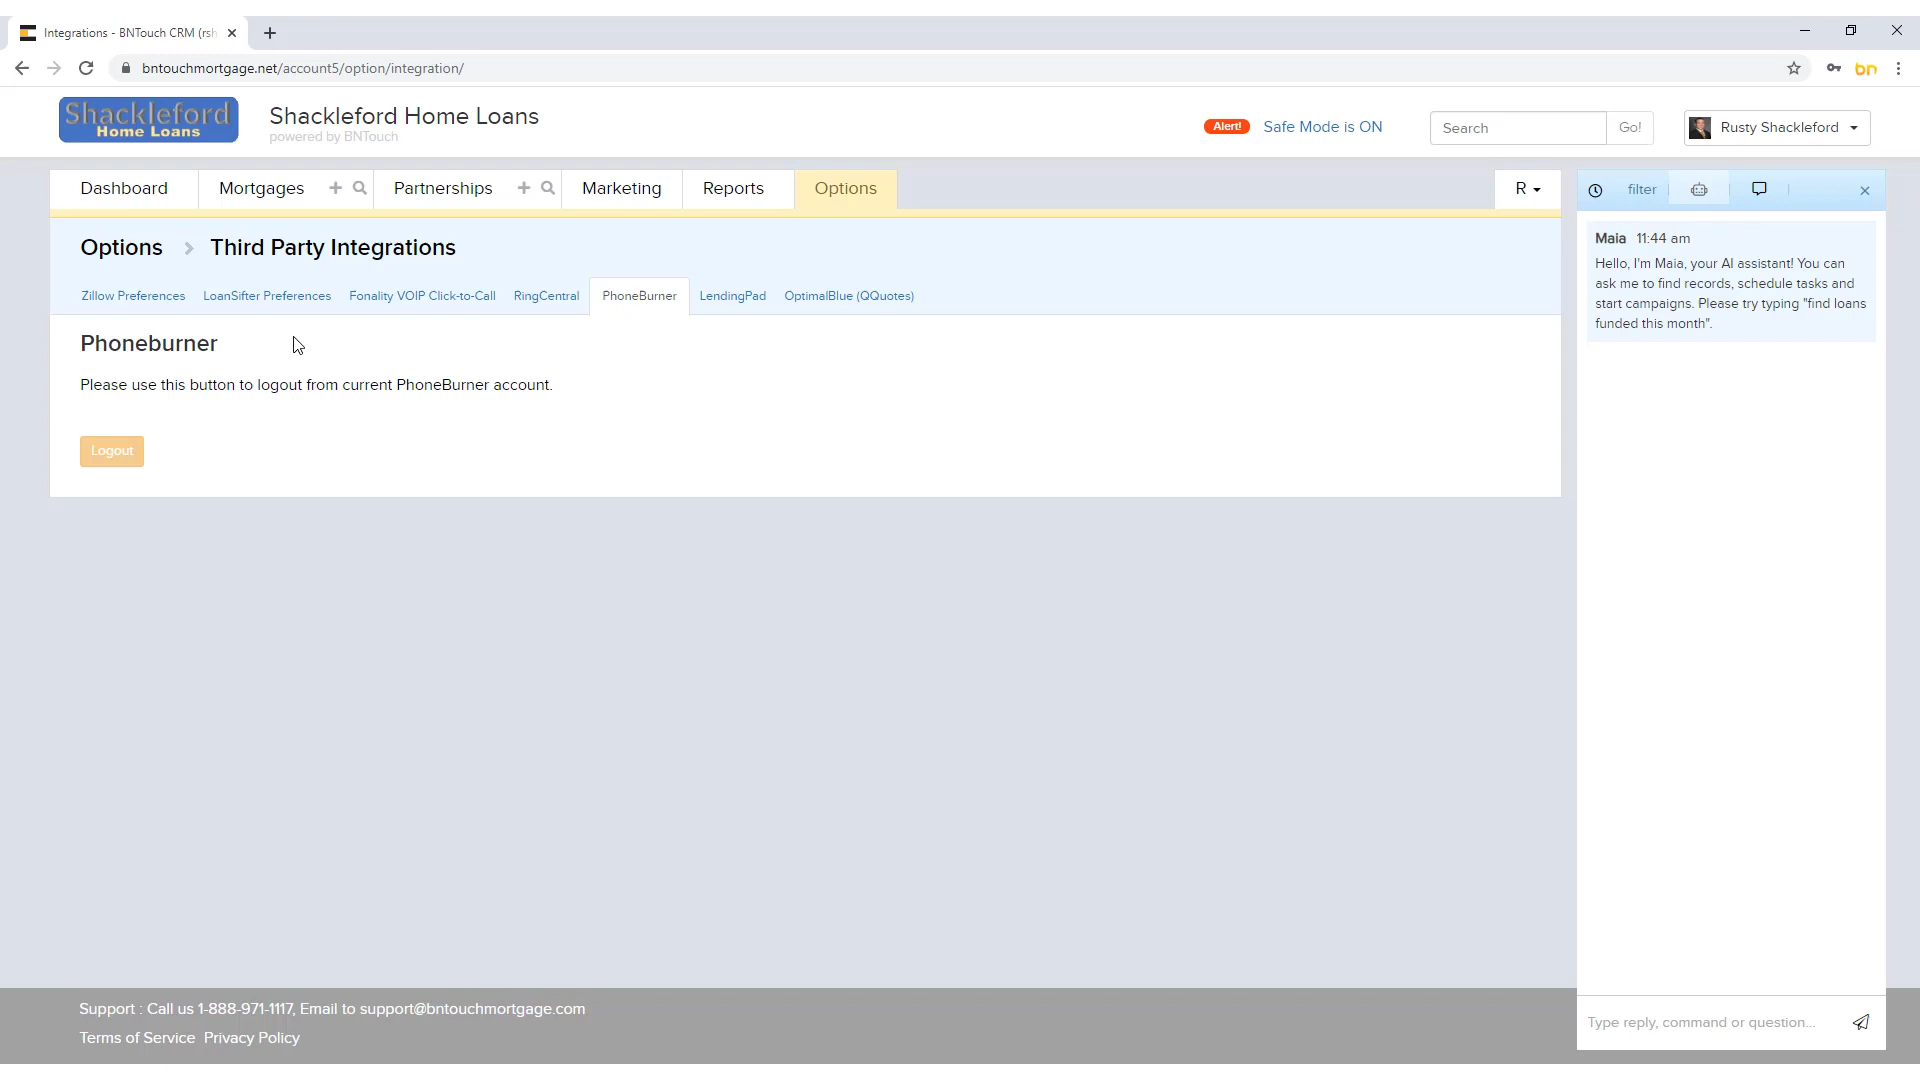 Integrations - BNTouch CRM (rsh
bntouchmortgage.net/account5/option/integration/
bn
Shackleford
Home Loans
Shackleford Home Loans
powered by BNTouch
Alert!
Safe Mode is ON
Search
Go!
Rusty Shackleford
Dashboard
Mortgages
Partnerships
Marketing
Reports
Options
R
filter
Options
Third Party Integrations
Zillow Preferences
LoanSifter Preferences
Fonality VOIP Click-to-Call
RingCentral
PhoneBurner
LendingPad
OptimalBlue (QQuotes)
Phoneburner
Please use this button to logout from current PhoneBurner account.
Logout
Maia 11:44 am
Hello, I'm Maia, your AI assistant! You can
ask me to find records, schedule tasks and
start campaigns. Please try typing "find loans
funded this month".
Support : Call us 1-888-971-1117, Email to support@bntouchmortgage.com
Terms of Service Privacy Policy
Type reply, command or question...